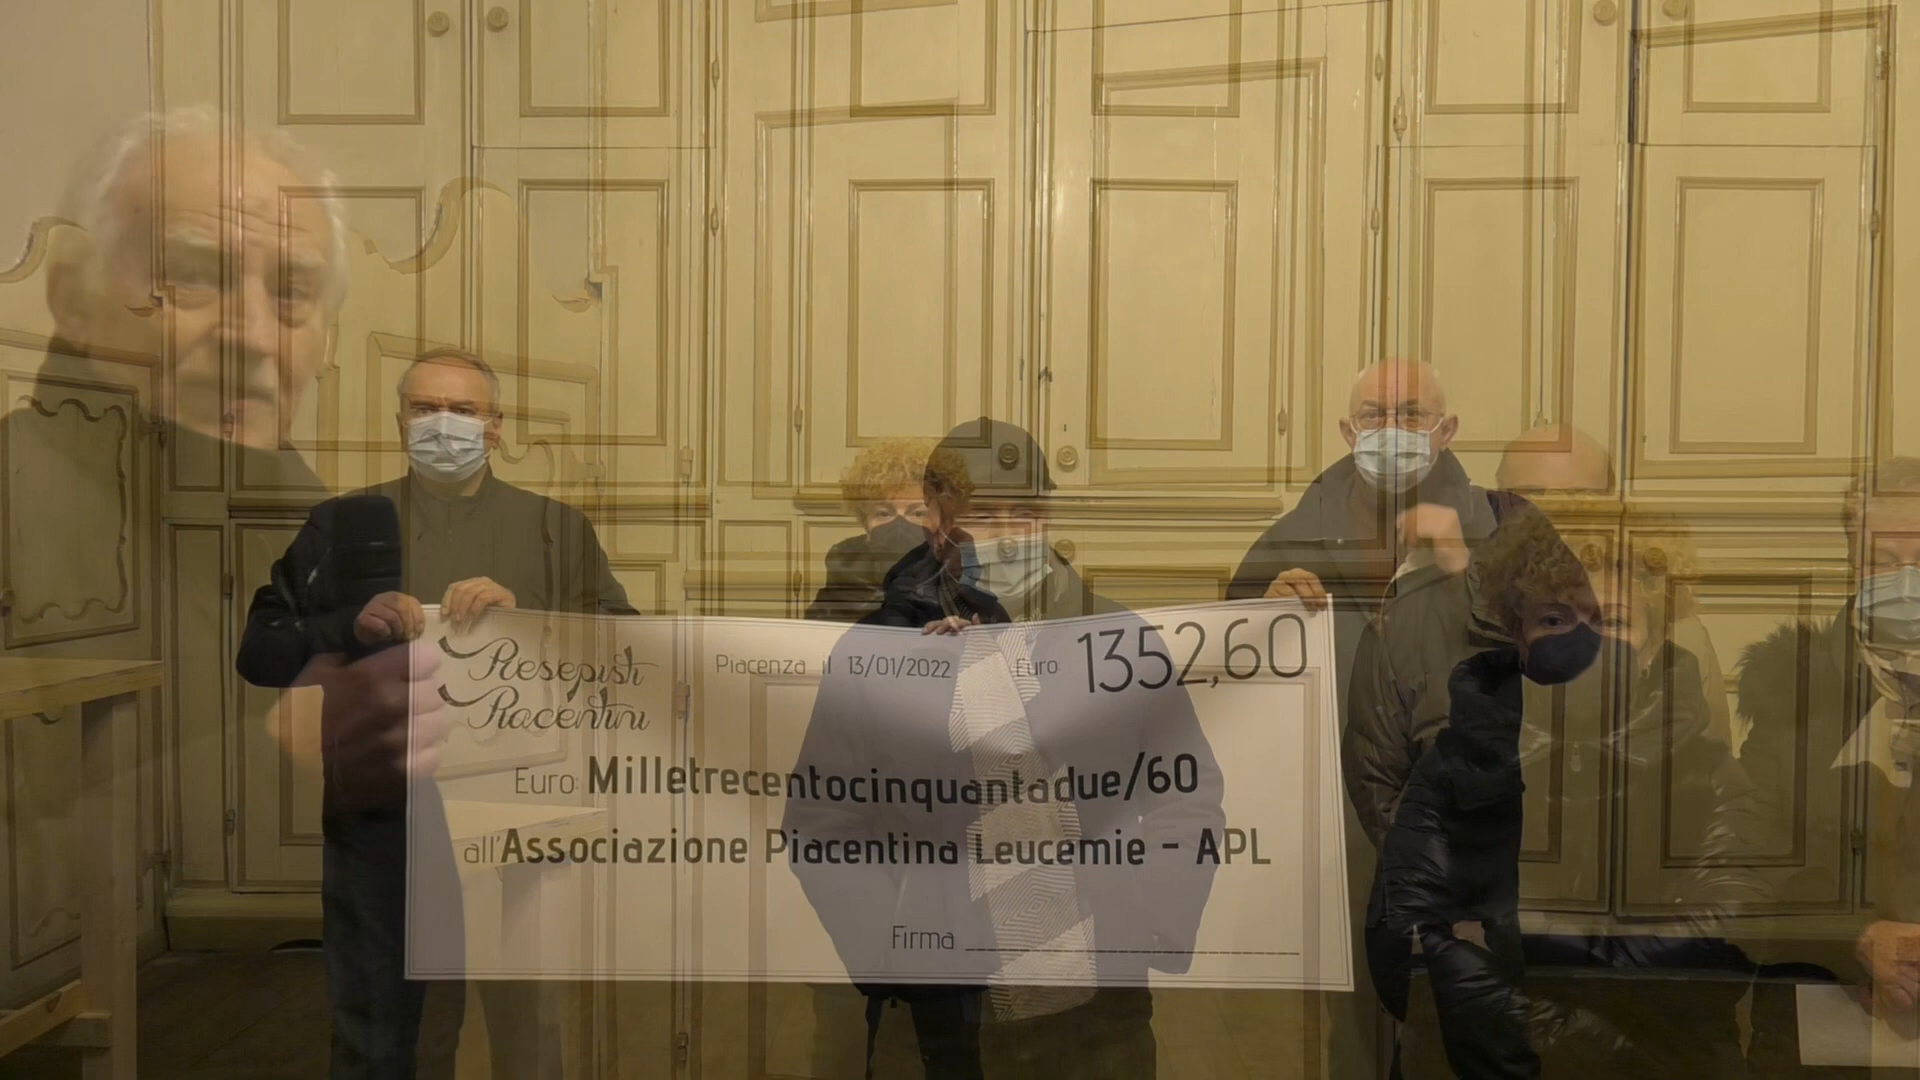 Presepisti
Piacentini
Piacenza il 13/01/2022 Euro: 1352,60
Euro: Milletrecentocinquantadue/60
all'Associazione Piacentina Leucemie - APL
Firma